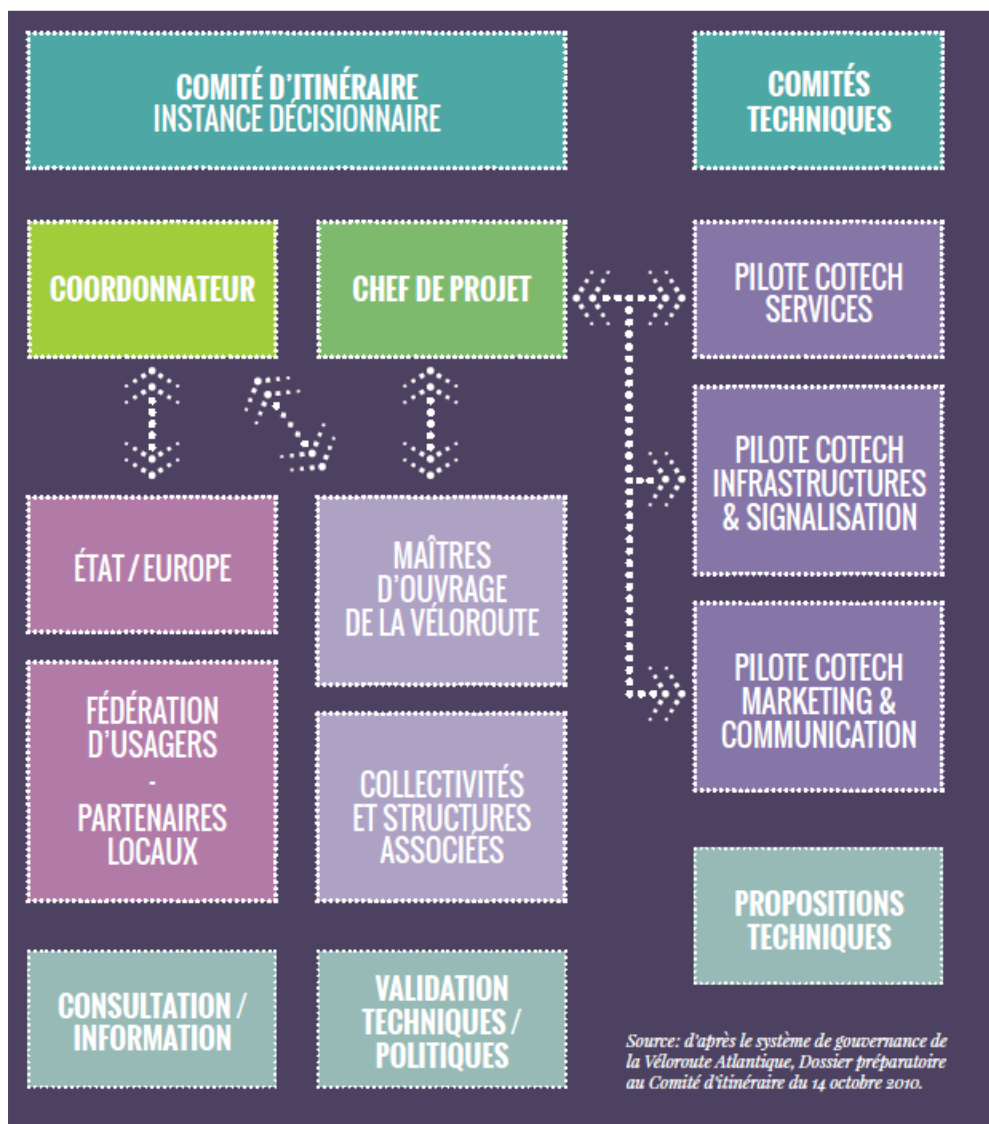 COMITÉ D'ITINÉRAIRE
INSTANCE DÉCISIONNAIRE
COMITÉS
TECHNIQUES
COORDONNATEUR
CHEF DE PROJET
PILOTE COTECH
SERVICES
PILOTE COTECH
INFRASTRUCTURES
& SIGNALISATION
ÉTAT / EUROPE
MAÎTRES
D'OUVRAGE
DE LA VÉLOROUTE
PILOTE COTECH
MARKETING &
COMMUNICATION
FÉDÉRATION
D'USAGERS
-
PARTENAIRES
LOCAUX
COLLECTIVITÉS
ET STRUCTURES
ASSOCIÉES
PROPOSITIONS
TECHNIQUES
CONSULTATION /
INFORMATION
VALIDATION
TECHNIQUES /
POLITIQUES
Source: d'après le système de gouvernance de
la Véloroute Atlantique, Dossier préparatoire
au Comité d'itinéraire du 14 octobre 2010.